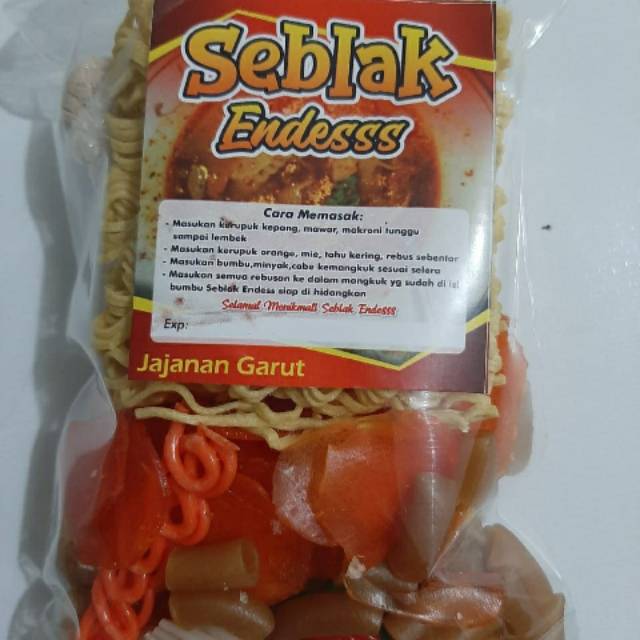 Seblak
Endesss
Cara Memasak:
- Masukan kerupuk kepang, mawar, makroni tunggu
sampai lembek
- Masukan kerupuk orange, mie, tahu kering, rebus sebentar
- Masukan bumbu,minyak,cabe kemangkuk sesuai selera
- Masukan semua rebusan ke dalam mangkuk yg sudah di isi
bumbu Seblak Endess siap di hidangkan
Selamat Menikmati Seblak Endesss
Exp:
Jajanan Garut